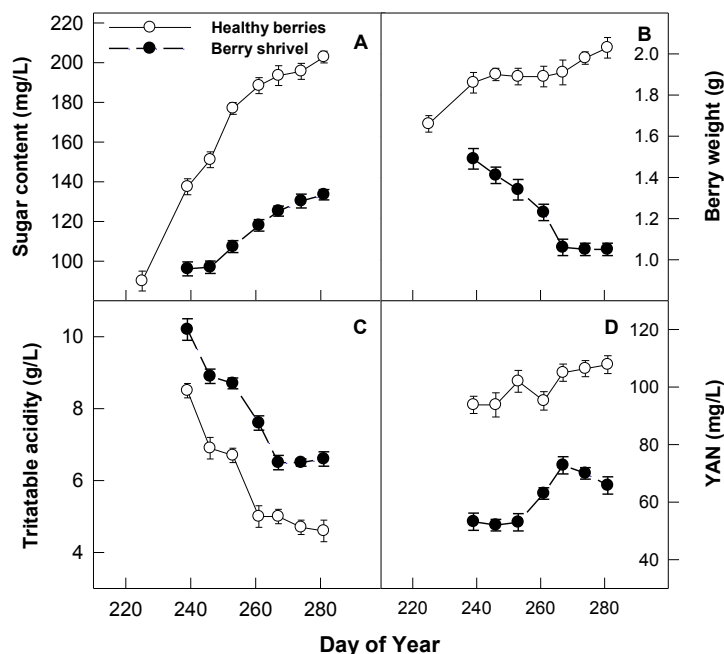 Healthy berries
Berry shrivel
A
B
220
200
180
160
140
120
100
Sugar content (mg/L)
2.0
1.8
1.6
1.4
1.2
1.0
Berry weight (g)
C
D
10
8
6
4
Tritatable acidity (g/L)
120
100
80
60
40
YAN (mg/L)
220 240 260 280
220 240 260 280
Day of Year